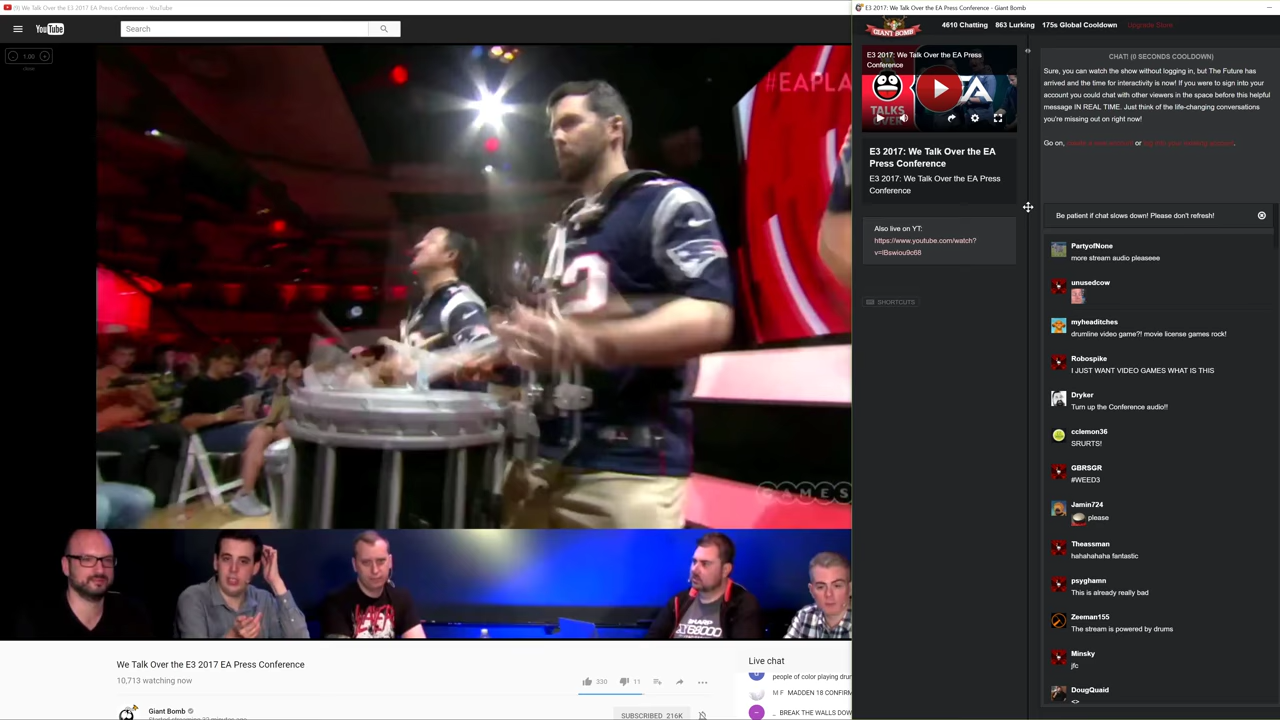 (9) We Talk Over the E3 2017 EA Press Conference - YouTube
YouTube
Search
1.00
#EAPLA
GAMES
We Talk Over the E3 2017 EA Press Conference
10,713 watching now
330
11
Giant Bomb
SUBSCRIBED 216K
Live chat
people of color playing drun
M F MADDEN 18 CONFIRM
_ BREAK THE WALLS DOW
E3 2017: We Talk Over the EA Press Conference - Giant Bomb
GIANT BOMB
4610 Chatting 863 Lurking 175s Global Cooldown
E3 2017: We Talk Over the EA Press
Conference
TALKS
OVER
E3 2017: We Talk Over the EA
Press Conference
E3 2017: We Talk Over the EA Press
Conference
Also live on YT:
https://www.youtube.com/watch?
v=lBswiou9c68
SHORTCUTS
CHAT! (0 SECONDS COOLDOWN)
Sure, you can watch the show without logging in, but The Future has
arrived and the time for interactivity is now! If you were to sign into your
account you could chat with other viewers in the space before this helpful
message IN REAL TIME. Just think of the life-changing conversations
you're missing out on right now!
Go on, or
Be patient if chat slows down! Please don't refresh!
PartyofNone
more stream audio pleaseee
unusedcow
myheaditches
drumline video game?! movie license games rock!
Robospike
I JUST WANT VIDEO GAMES WHAT IS THIS
Dryker
Turn up the Conference audio!!
cclemon36
SRURTS!
GBRSGR
#WEED3
Jamin724
please
Theassman
hahahahaha fantastic
psyghamn
This is already really bad
Zeeman155
The stream is powered by drums
Minsky
jfc
DougQuaid
<>